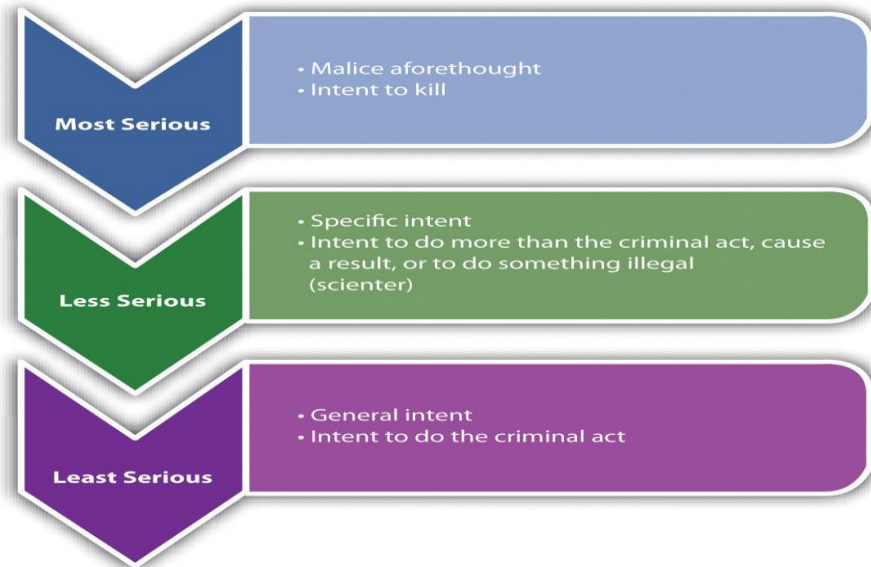 Most Serious
• Malice aforethought
• Intent to kill
Less Serious
• Specific intent
• Intent to do more than the criminal act, cause
a result, or to do something illegal
(scienter)
Least Serious
• General intent
• Intent to do the criminal act